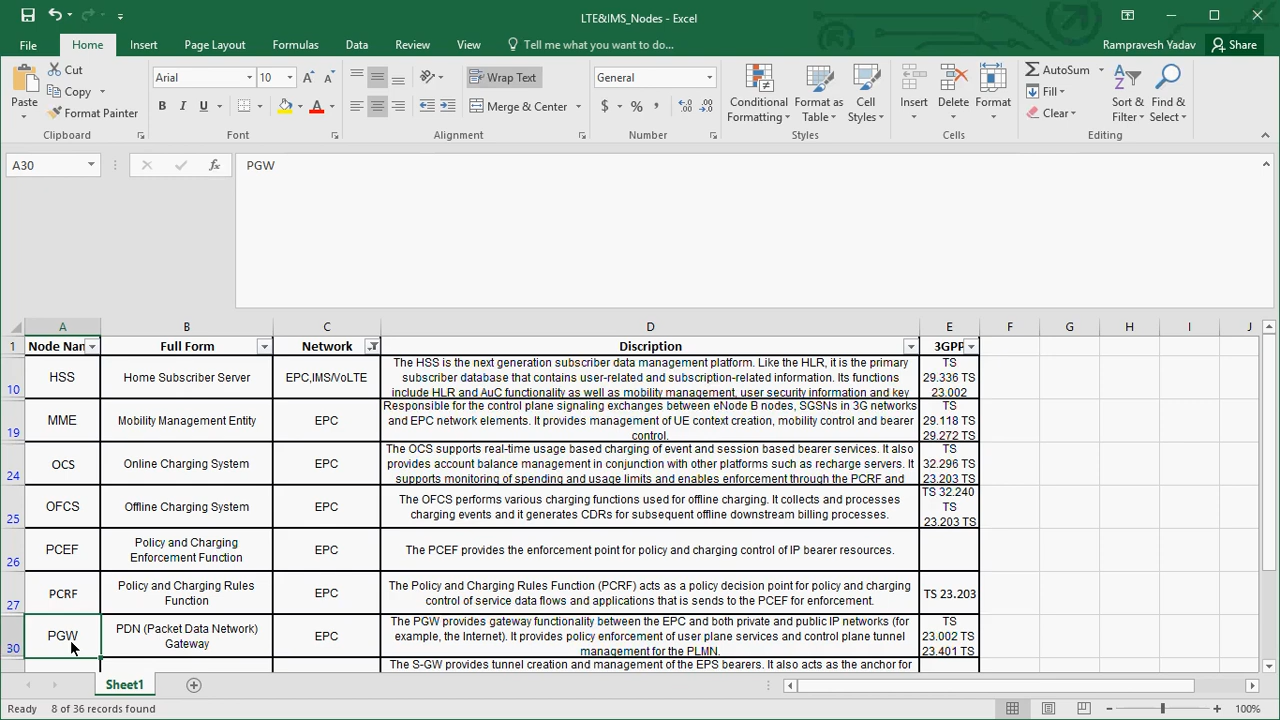 LTE&IMS_Nodes - Excel
File Home Insert Page Layout Formulas Data Review View Tell me what you want to do... Rampravesh Yadav Share
Paste Cut Copy Format Painter Clipboard
Arial 10 B I U A Font
Wrap Text Merge & Center Alignment
General $ % , Number
Conditional Formatting Format as Table Cell Styles Styles
Insert Delete Format Cells
AutoSum Fill Clear Sort & Filter Find & Select Editing
A30 fx PGW
A B C D E F G H I J
1 Node Nam Full Form Network Discription 3GPP
10 HSS Home Subscriber Server EPC,IMS/VoLTE
The HSS is the next generation subscriber data management platform. Like the HLR, it is the primary
subscriber database that contains user-related and subscription-related information. Its functions
include HLR and AuC functionality as well as mobility management, user security information and key
TS
29.336 TS
23.002
19 MME Mobility Management Entity EPC
Responsible for the control plane signaling exchanges between eNode B nodes, SGSNs in 3G networks
and EPC network elements. It provides management of UE context creation, mobility control and bearer
control.
TS
29.118 TS
29.272 TS
24 OCS Online Charging System EPC
The OCS supports real-time usage based charging of event and session based bearer services. It also
provides account balance management in conjunction with other platforms such as recharge servers. It
supports monitoring of spending and usage limits and enables enforcement through the PCRF and
TS
32.296 TS
23.203 TS
25 OFCS Offline Charging System EPC
The OFCS performs various charging functions used for offline charging. It collects and processes
charging events and it generates CDRs for subsequent offline downstream billing processes.
TS 32.240
TS
23.203 TS
26 PCEF Policy and Charging
Enforcement Function EPC
The PCEF provides the enforcement point for policy and charging control of IP bearer resources.
27 PCRF Policy and Charging Rules
Function EPC
The Policy and Charging Rules Function (PCRF) acts as a policy decision point for policy and charging
control of service data flows and applications that is sends to the PCEF for enforcement.
TS 23.203
30 PGW PDN (Packet Data Network)
Gateway EPC
The PGW provides gateway functionality between the EPC and both private and public IP networks (for
example, the Internet). It provides policy enforcement of user plane services and control plane tunnel
management for the PLMN.
TS
23.002 TS
23.401 TS
The S-GW provides tunnel creation and management of the EPS bearers. It also acts as the anchor for
Sheet1
Ready 8 of 36 records found 100%